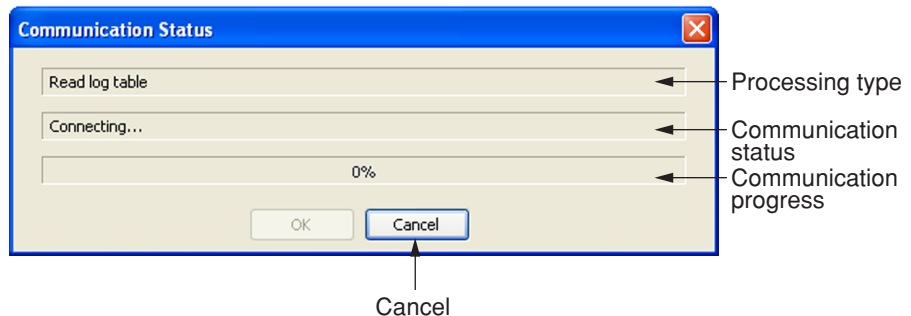 Communication Status
Read log table
Processing type
Connecting...
Communication
status
0%
Communication
progress
OK
Cancel
Cancel